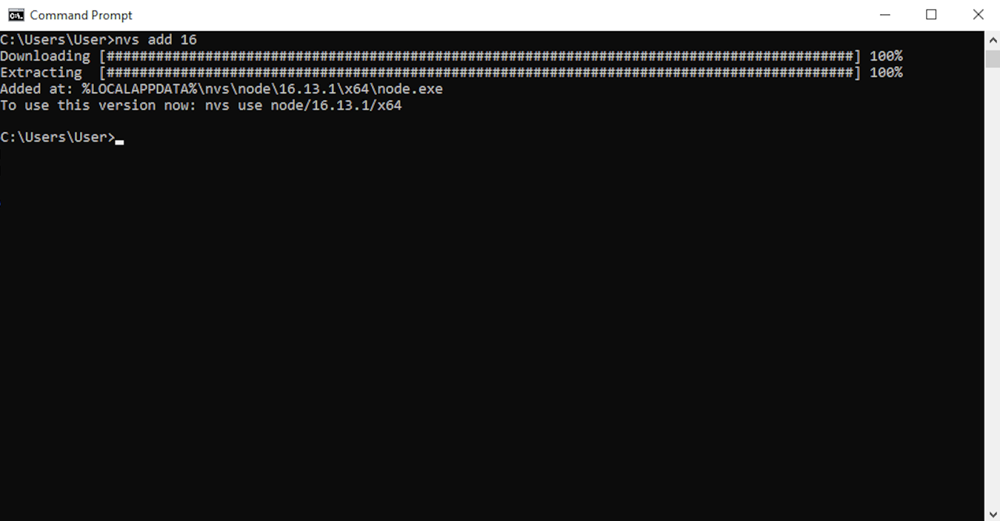 Command Prompt
C:\Users\User>nvs add 16
Downloading [###########################################################################################] 100%
Extracting  [###########################################################################################] 100%
Added at: %LOCALAPPDATA%\nvs\node\16.13.1\x64\node.exe
To use this version now: nvs use node/16.13.1/x64
C:\Users\User>